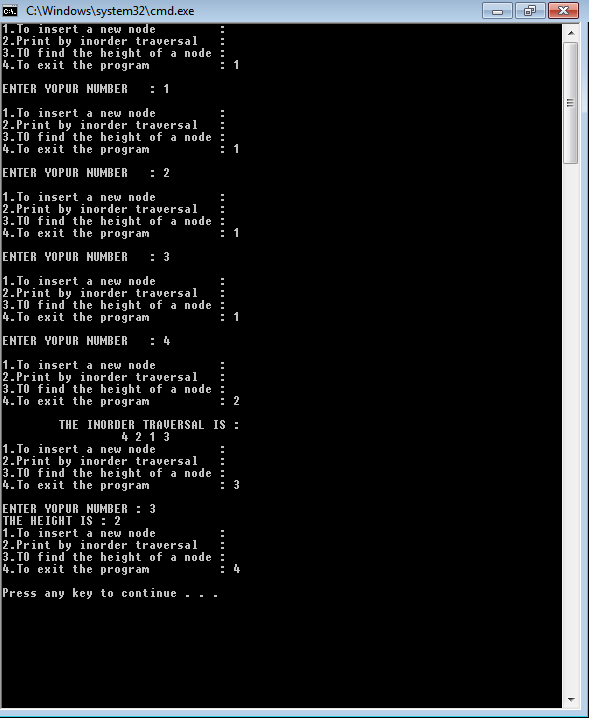 C:\Windows\system32\cmd.exe
1.To insert a new node :
2.Print by inorder traversal :
3.TO find the height of a node :
4.To exit the program : 1
ENTER YOPUR NUMBER : 1
1.To insert a new node :
2.Print by inorder traversal :
3.TO find the height of a node :
4.To exit the program : 1
ENTER YOPUR NUMBER : 2
1.To insert a new node :
2.Print by inorder traversal :
3.TO find the height of a node :
4.To exit the program : 1
ENTER YOPUR NUMBER : 3
1.To insert a new node :
2.Print by inorder traversal :
3.TO find the height of a node :
4.To exit the program : 1
ENTER YOPUR NUMBER : 4
1.To insert a new node :
2.Print by inorder traversal :
3.TO find the height of a node :
4.To exit the program : 2
THE INORDER TRAVERSAL IS :
4 2 1 3
1.To insert a new node :
2.Print by inorder traversal :
3.TO find the height of a node :
4.To exit the program : 3
ENTER YOPUR NUMBER : 3
THE HEIGHT IS : 2
1.To insert a new node :
2.Print by inorder traversal :
3.TO find the height of a node :
4.To exit the program : 4
Press any key to continue . . .